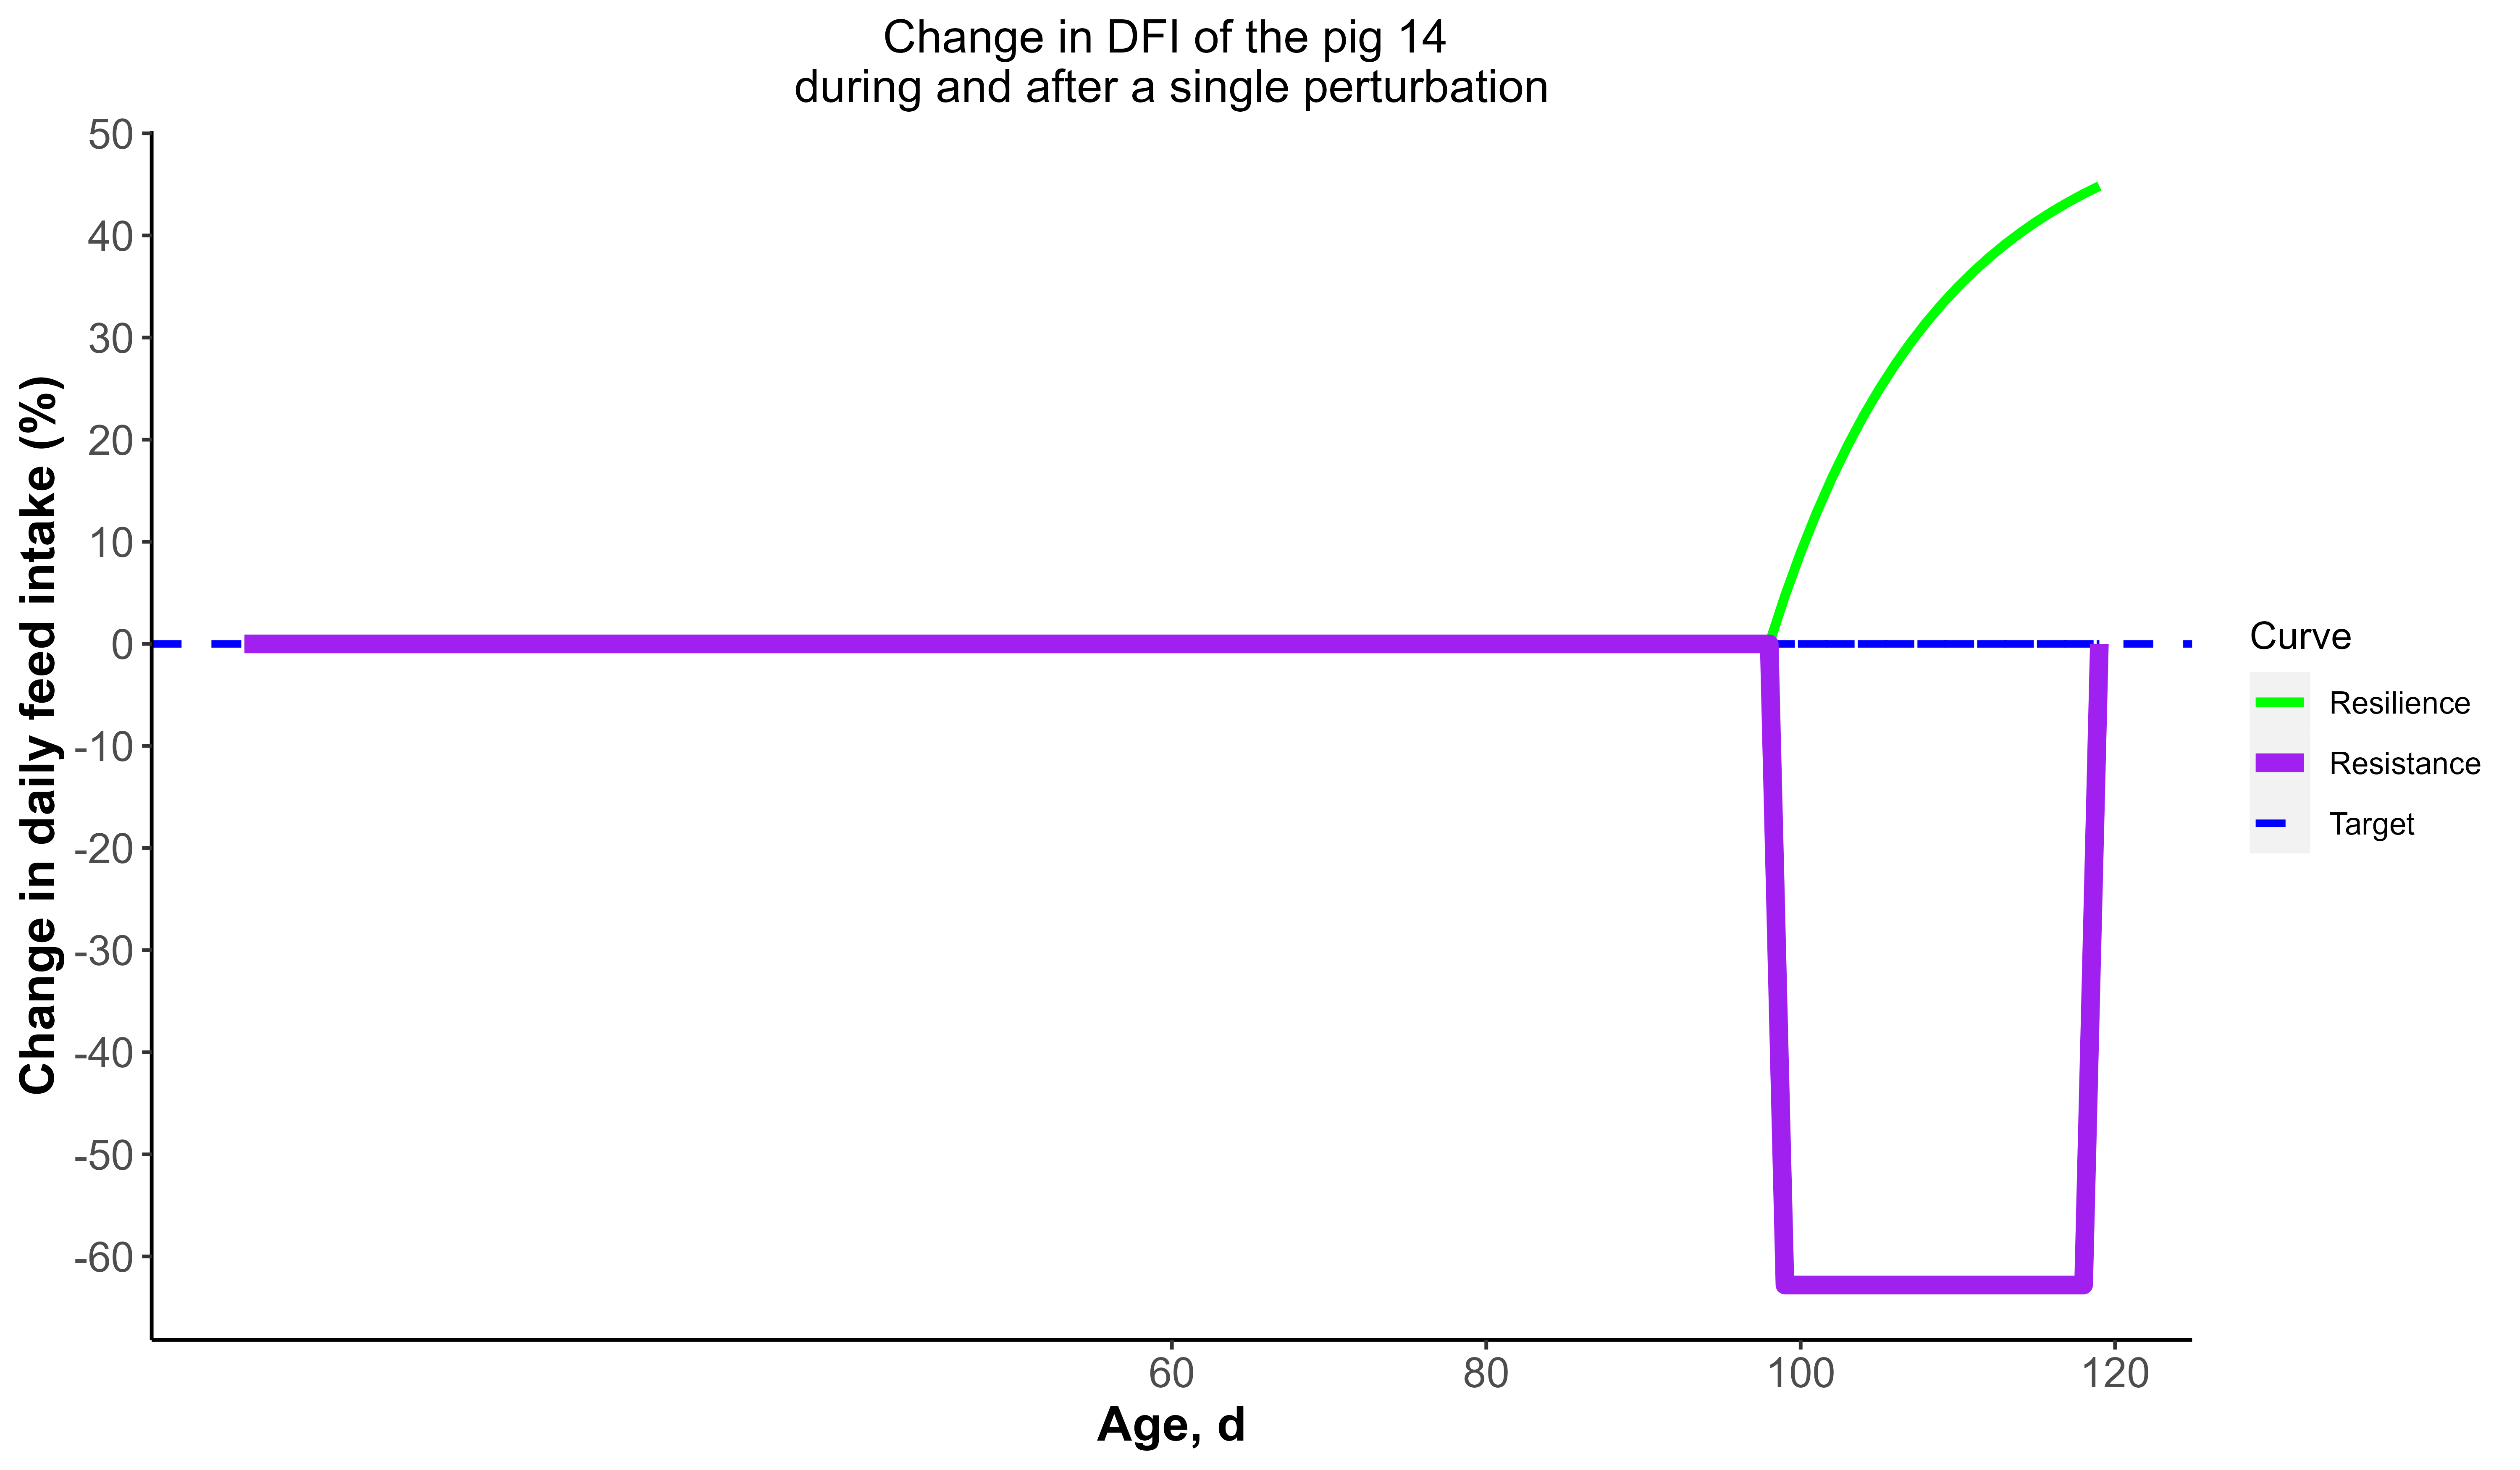 Change in DFI of the pig 14
during and after a single perturbation
Change in daily feed intake (%)
50
40
30
20
10
0
-10
-20
-30
-40
-50
-60
60
80
100
120
Age, d
Curve
Resilience
Resistance
Target